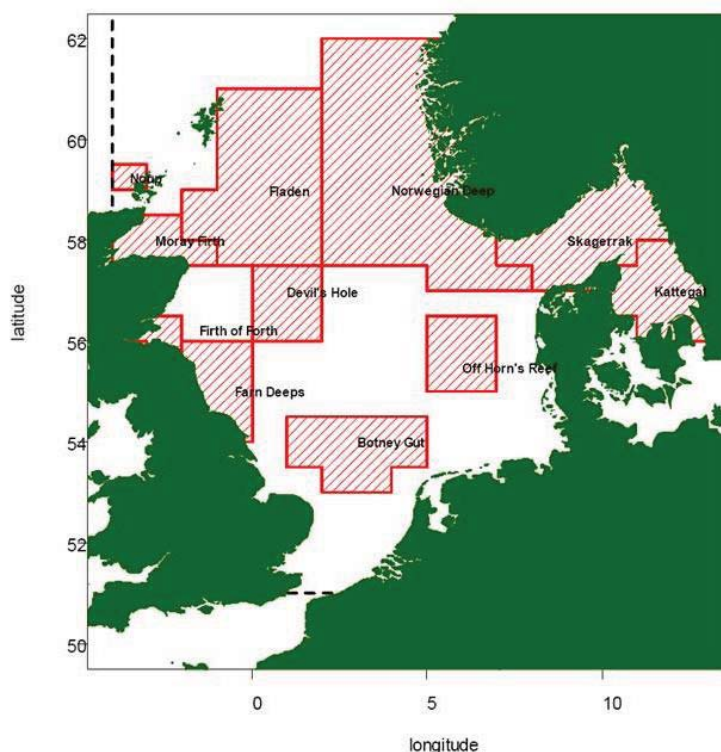 62
60
58
56
54
52
50
latitude
Noup
Fladen
Norwegian Deep
Moray Firth
Skagerrak
Devil's Hole
Kattegat
Firth of Forth
Off Horn's Reef
Farn Deeps
Botney Gut
0
5
10
longitude